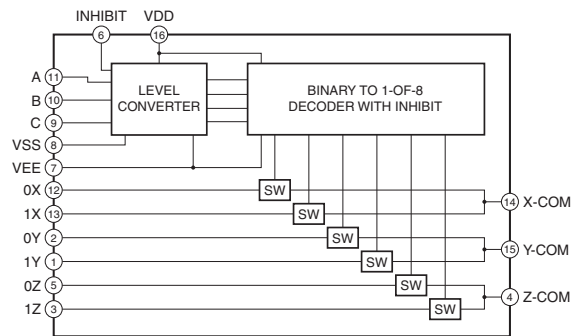 INHIBIT VDD
6 16
A 11
B 10
C 9
VSS 8
VEE 7
LEVEL
CONVERTER
BINARY TO 1-OF-8
DECODER WITH INHIBIT
0X 12 SW
1X 13 SW
14 X-COM
0Y 2 SW
1Y 1 SW
15 Y-COM
0Z 5 SW
1Z 3 SW
4 Z-COM